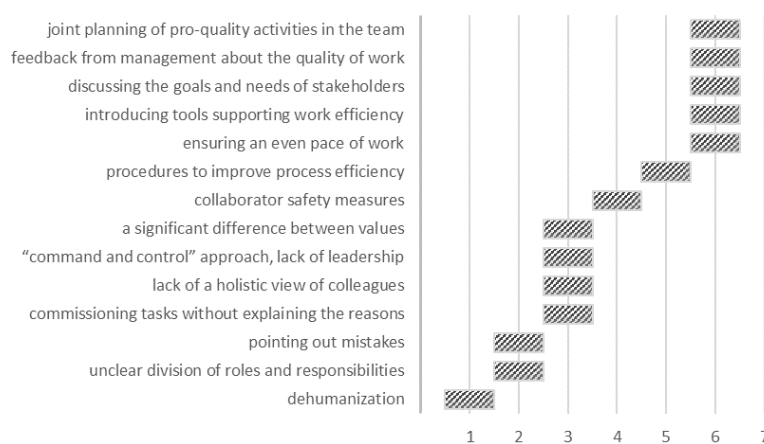 joint planning of pro-quality activities in the team
feedback from management about the quality of work
discussing the goals and needs of stakeholders
introducing tools supporting work efficiency
ensuring an even pace of work
procedures to improve process efficiency
collaborator safety measures
a significant difference between values
“command and control” approach, lack of leadership
lack of a holistic view of colleagues
commissioning tasks without explaining the reasons
pointing out mistakes
unclear division of roles and responsibilities
dehumanization
1 2 3 4 5 6 7